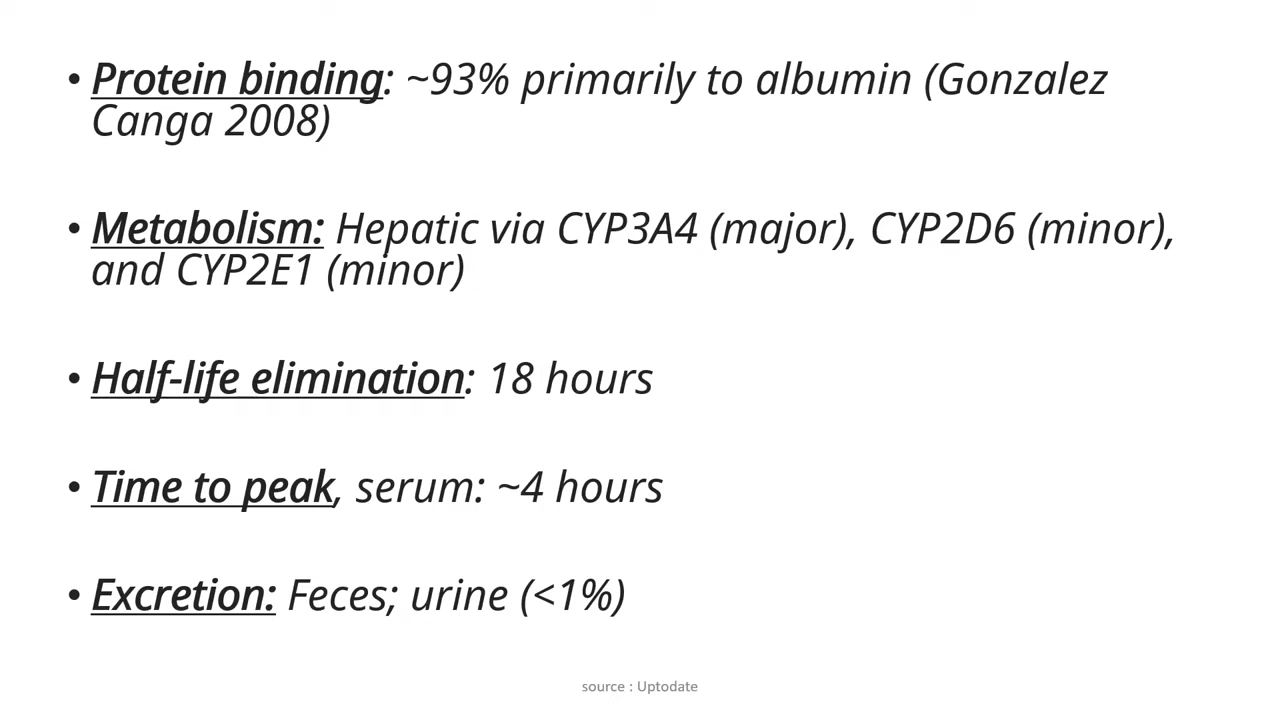 • Protein binding: ~93% primarily to albumin (Gonzalez
Canga 2008)
• Metabolism: Hepatic via CYP3A4 (major), CYP2D6 (minor),
and CYP2E1 (minor)
• Half-life elimination: 18 hours
• Time to peak, serum: ~4 hours
• Excretion: Feces; urine (<1%)
source : Uptodate